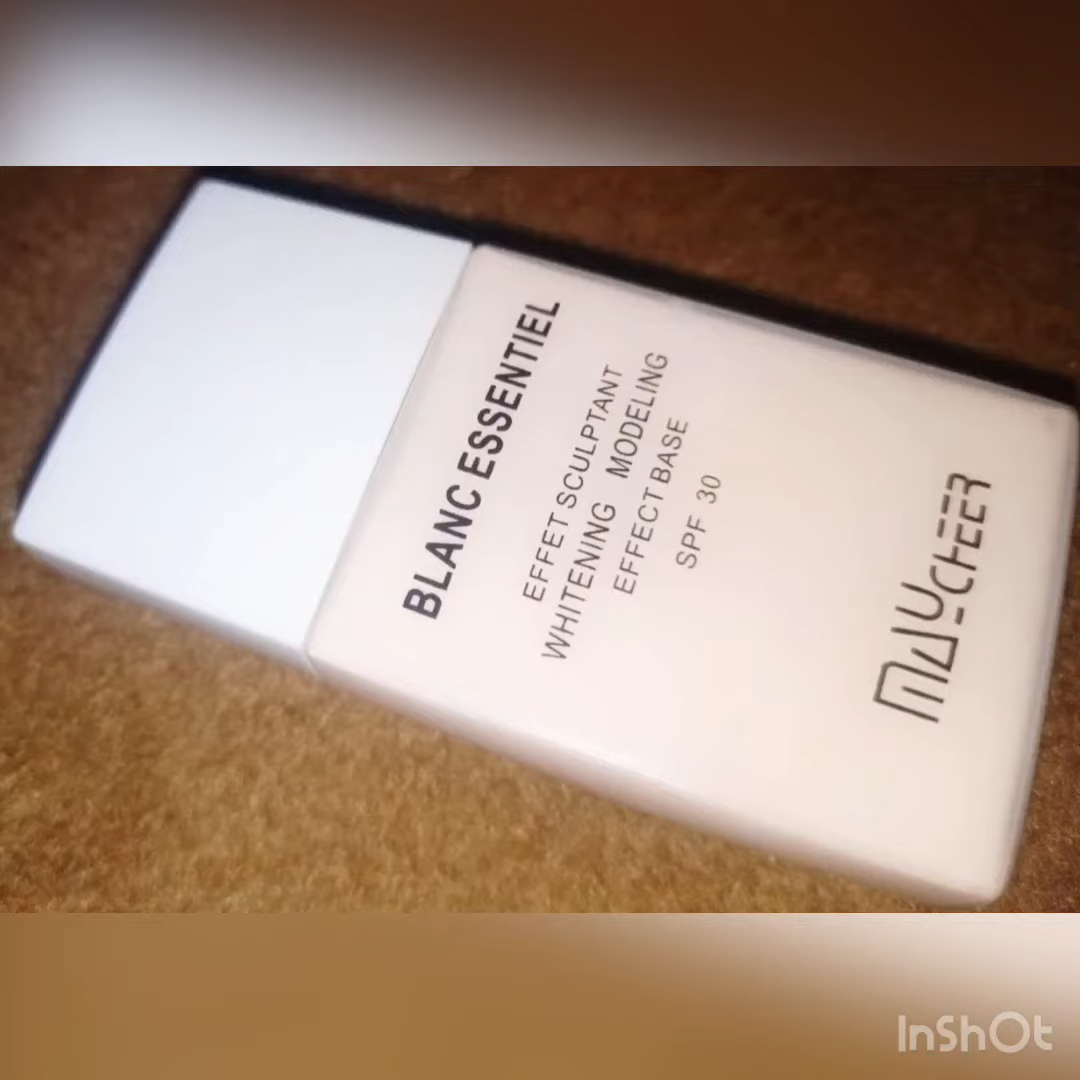 BLANC ESSENTIEL
EFFET SCULPTANT
WHITENING MODELING
EFFECT BASE
SPF 30
MAYCHEER
InShOt